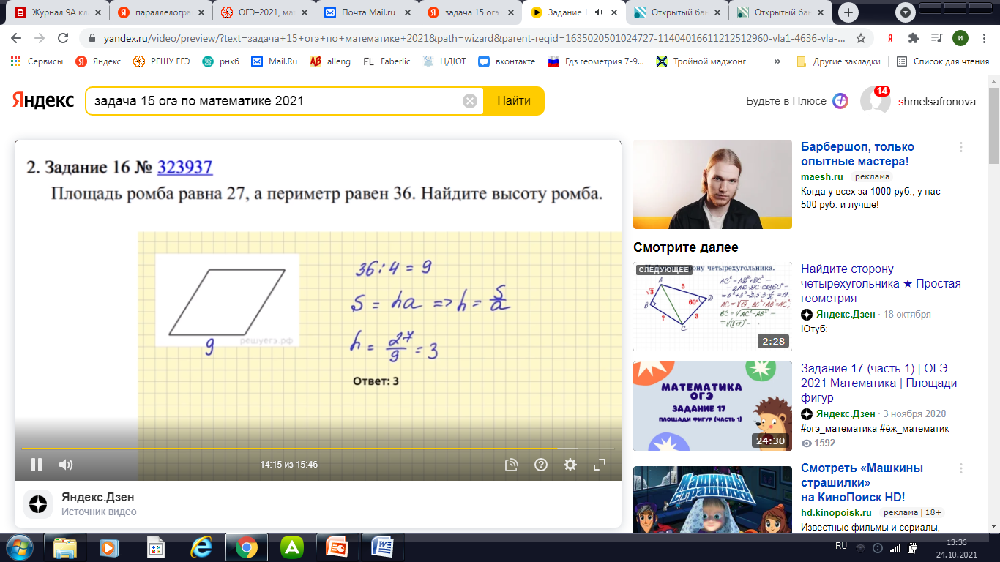 Журнал 9А кл
параллелогра
ОГЭ–2021, ма
Почта Mail.ru
задача 15 огэ
Задание 1
Открытый бан
Открытый бан
yandex.ru/video/preview/?text=задача+15+огэ+по+математике+2021&path=wizard&parent-reqid=1635020501024727-11404016611212512960-vla1-4636-vla-...
Я
и
Сервисы
Яндекс
РЕШУ ЕГЭ
рнкб
Mail.Ru
АВ alleng
FL Faberlic
ЦДЮТ
вконтакте
Гдз геометрия 7-9...
Тройной маджонг
»
Другие закладки
Список для чтения
Яндекс
задача 15 огэ по математике 2021
Найти
Будьте в Плюсе
14
shmelsafronova
2. Задание 16 № 323937
Площадь ромба равна 27, а периметр равен 36. Найдите высоту ромба.
решуегэ.рф
9
36 : 4 = 9
S = ha => h = S/a
h = 27/9 = 3
Ответ: 3
14:15 из 15:46
Яндекс.Дзен
Источник видео
Барбершоп, только
опытные мастера!
maesh.ru реклама
Когда у всех за 1000 руб., у нас
500 руб. и лучше!
Смотрите далее
СЛЕДУЮЩЕЕ
2:28
Найдите сторону
четырехугольника ★ Простая
геометрия
Яндекс.Дзен · 18 октября
Ютуб:
МАТЕМАТИКА
ОГЭ
ЗАДАНИЕ 17
ПЛОЩАДИ ФИГУР (ЧАСТЬ 1)
24:30
Задание 17 (часть 1) | ОГЭ
2021 Математика | Площади
фигур
Яндекс.Дзен · 3 ноября 2020
#огэ_математика #ёж_математик
1592
Машкины
страшилки
Смотреть «Машкины
страшилки»
на КиноПоиск HD!
hd.kinopoisk.ru реклама | 18+
Известные фильмы и сериалы,
RU
13:36
24.10.2021